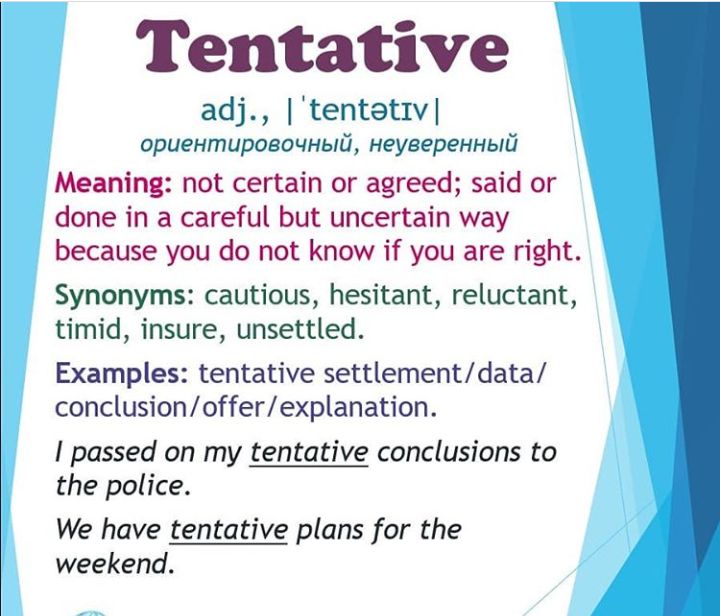 Tentative
adj., |ˈtentətɪv|
ориентировочный, неуверенный
Meaning: not certain or agreed; said or
done in a careful but uncertain way
because you do not know if you are right.
Synonyms: cautious, hesitant, reluctant,
timid, insure, unsettled.
Examples: tentative settlement/data/
conclusion/offer/explanation.
I passed on my tentative conclusions to
the police.
We have tentative plans for the
weekend.